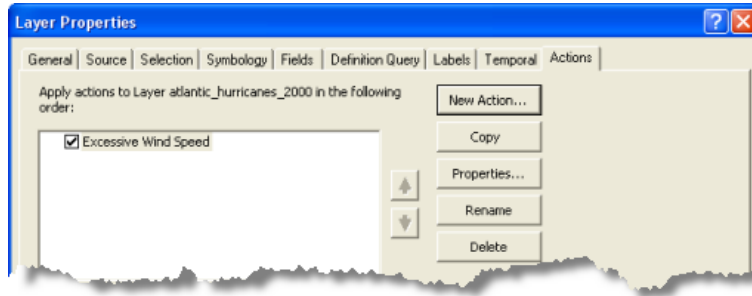 Layer Properties
General Source Selection Symbology Fields Definition Query Labels Temporal Actions
Apply actions to Layer atlantic_hurricanes_2000 in the following
order:
New Action...
Excessive Wind Speed
Copy
Properties...
Rename
Delete